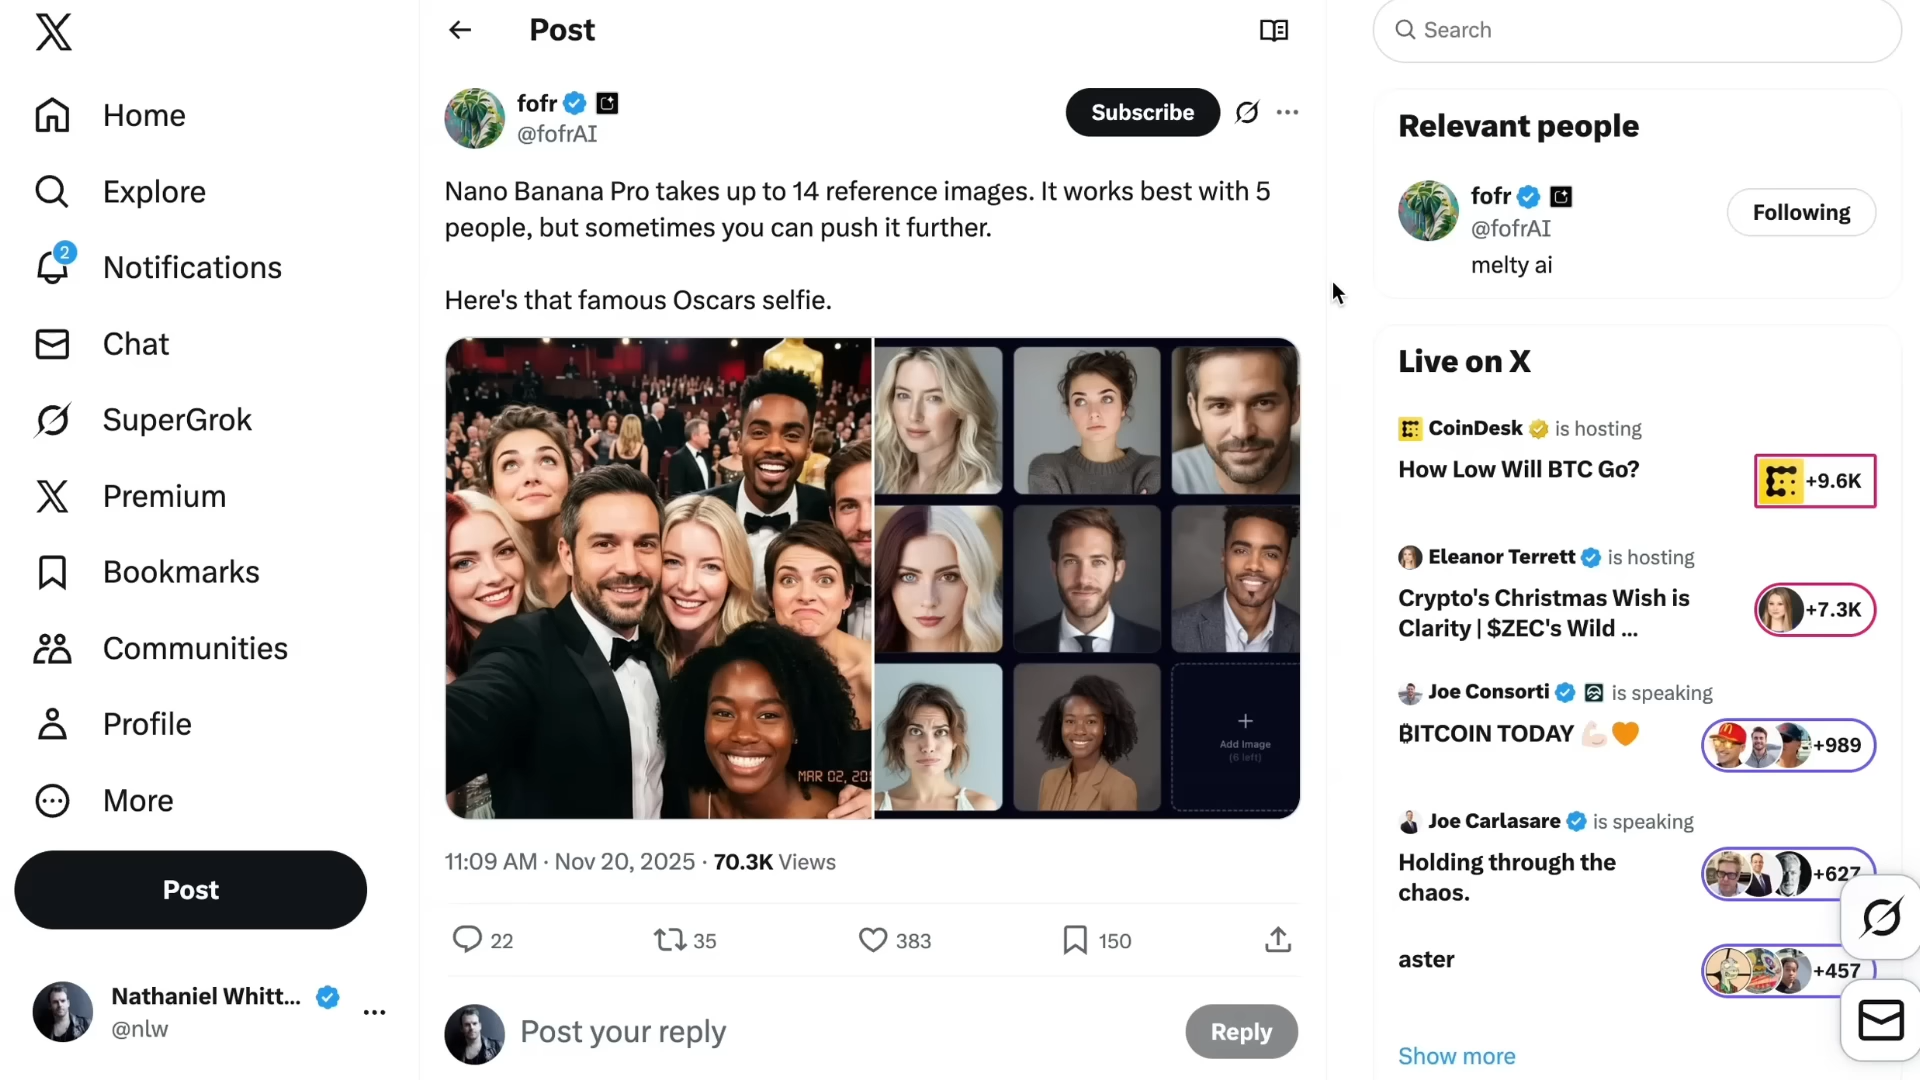 Home
Explore
2
Notifications
Chat
SuperGrok
Premium
Bookmarks
Communities
Profile
More
Post
Nathaniel Whitt...
@nlw
Post
fofr
@fofrAI
Subscribe
Nano Banana Pro takes up to 14 reference images. It works best with 5
people, but sometimes you can push it further.
Here's that famous Oscars selfie.
MAR 02, 20
Add Image
(6 left)
11:09 AM · Nov 20, 2025 · 70.3K Views
22
35
383
150
Post your reply
Reply
Search
Relevant people
fofr
@fofrAI
Following
melty ai
Live on X
CoinDesk is hosting
How Low Will BTC Go?
+9.6K
Eleanor Terrett is hosting
Crypto's Christmas Wish is
Clarity | $ZEC's Wild ...
+7.3K
Joe Consorti is speaking
₿ITCOIN TODAY 💪🏻🧡
+989
Joe Carlasare is speaking
Holding through the
chaos.
+627
aster
+457
Show more